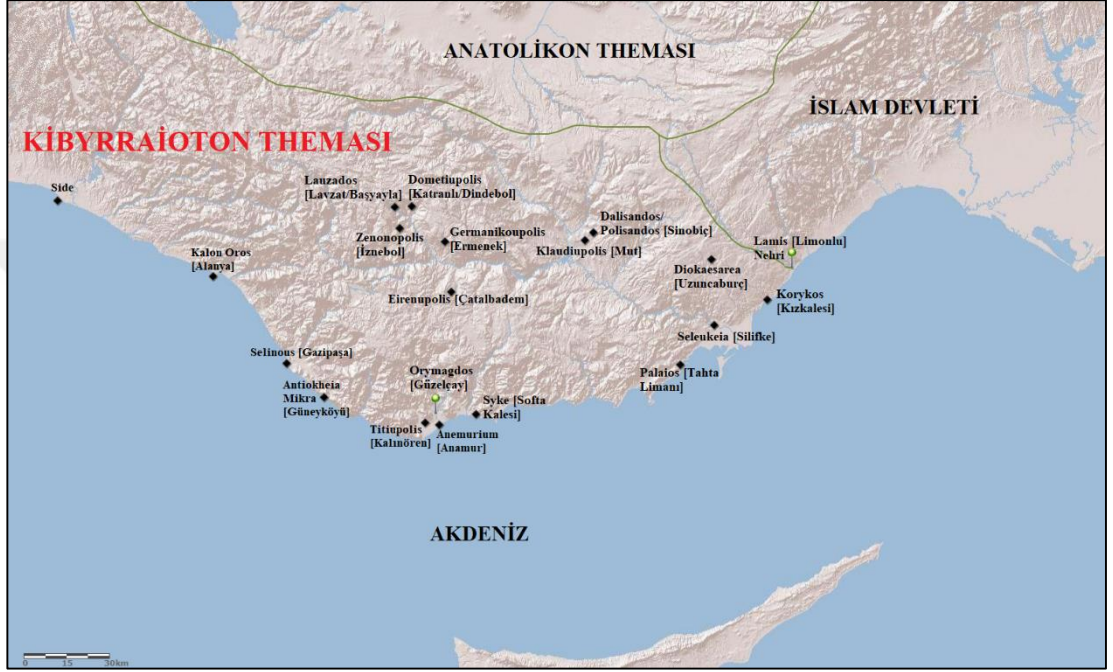 ANATOLİKON THEMASI
İSLAM DEVLETİ
KİBYRRAİOTON THEMASI
Side
Lauzados
[Lavzat/Başyayla]
Dometiupolis
[Katranlı/Dindebol]
Zenonopolis
[İznebol]
Germanikoupolis
[Ermenek]
Dalisandos/
Polisandos [Sinobiç]
Klaudiupolis [Mut]
Lamis [Limonlu]
Nehri
Kalon Oros
[Alanya]
Diokaesarea
[Uzuncaburç]
Korykos
[Kızkalesi]
Eirenupolis [Çatalbadem]
Seleukeia [Silifke]
Selinous [Gazipaşa]
Palaios [Tahta
Limanı]
Orymagdos
[Güzelçay]
Antiokheia
Mikra
[Güneyköyü]
Syke [Softa
Kalesi]
Titiupolis
[Kalınören]
Anemurium
[Anamur]
AKDENİZ
0 15 30km